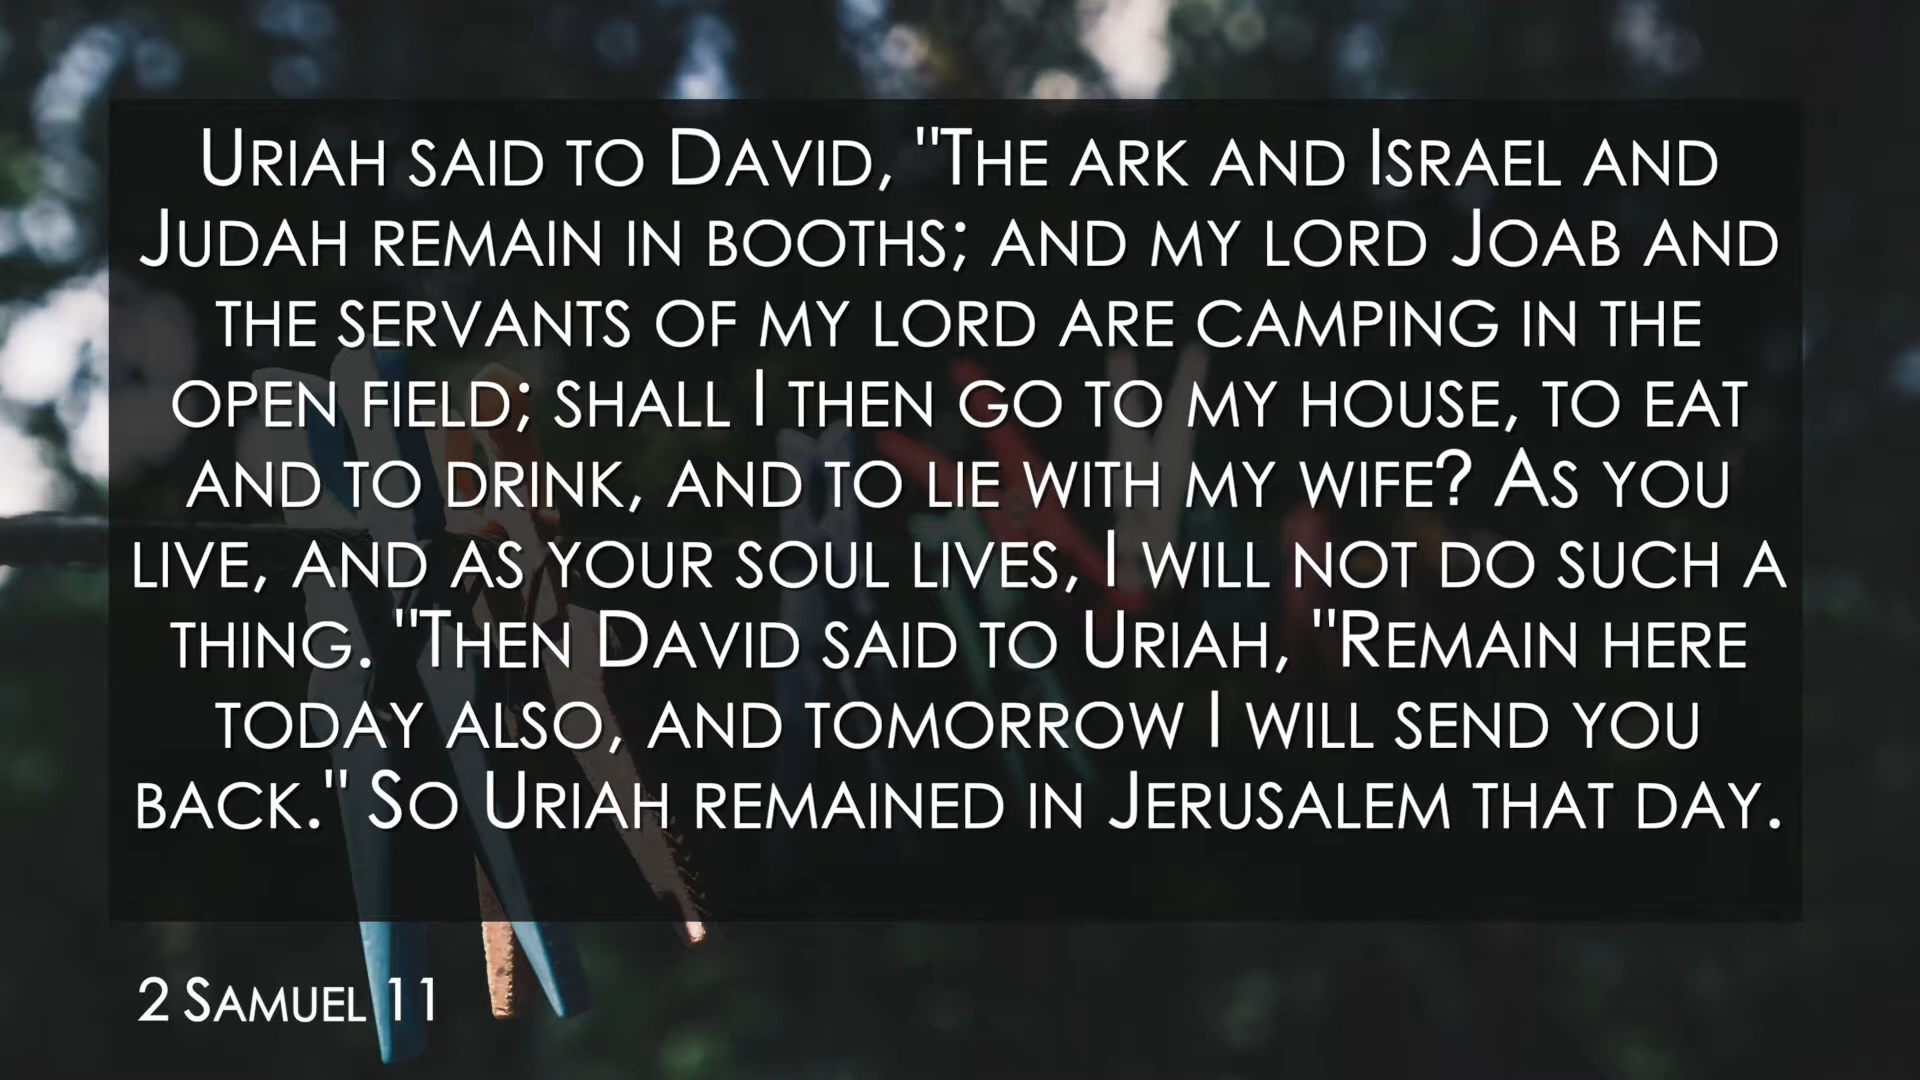 Uriah said to David, "The ark and Israel and
Judah remain in booths; and my lord Joab and
the servants of my lord are camping in the
open field; shall I then go to my house, to eat
and to drink, and to lie with my wife? As you
live, and as your soul lives, I will not do such a
thing. "Then David said to Uriah, "Remain here
today also, and tomorrow I will send you
back." So Uriah remained in Jerusalem that day.
2 Samuel 11